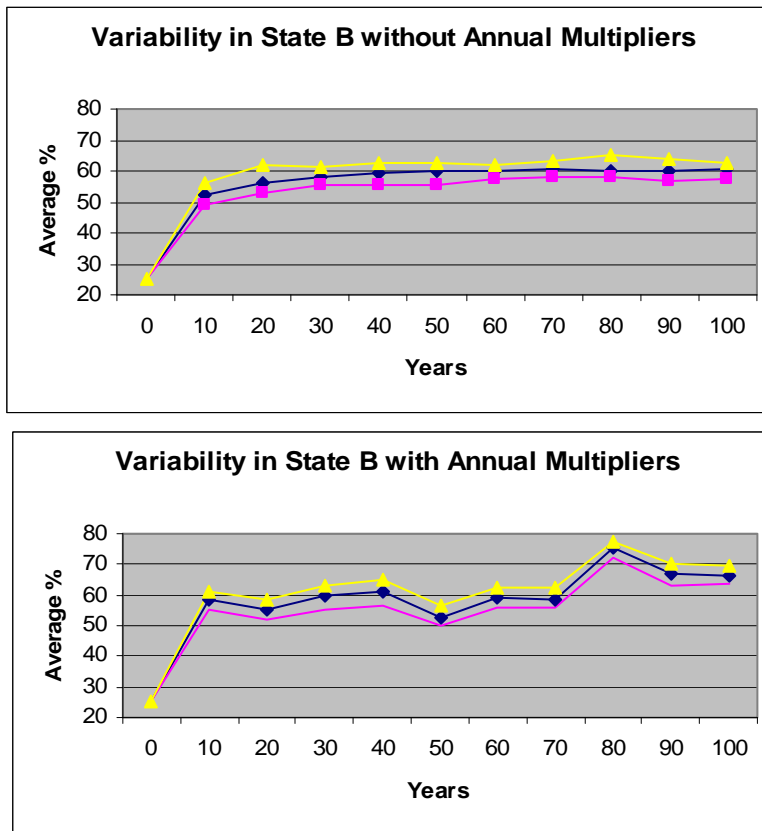 Variability in State B without Annual Multipliers
80
70
60
50
40
30
20
Average %
0 10 20 30 40 50 60 70 80 90 100
Years
Variability in State B with Annual Multipliers
80
70
60
50
40
30
20
Average %
0 10 20 30 40 50 60 70 80 90 100
Years